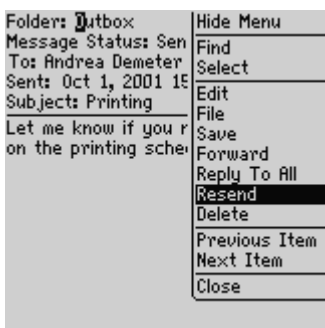 Folder: Outbox
Message Status: Sen
To: Andrea Demeter
Sent: Oct 1, 2001 15
Subject: Printing
Let me know if you r
on the printing sche
Hide Menu
Find
Select
Edit
File
Save
Forward
Reply To All
Resend
Delete
Previous Item
Next Item
Close